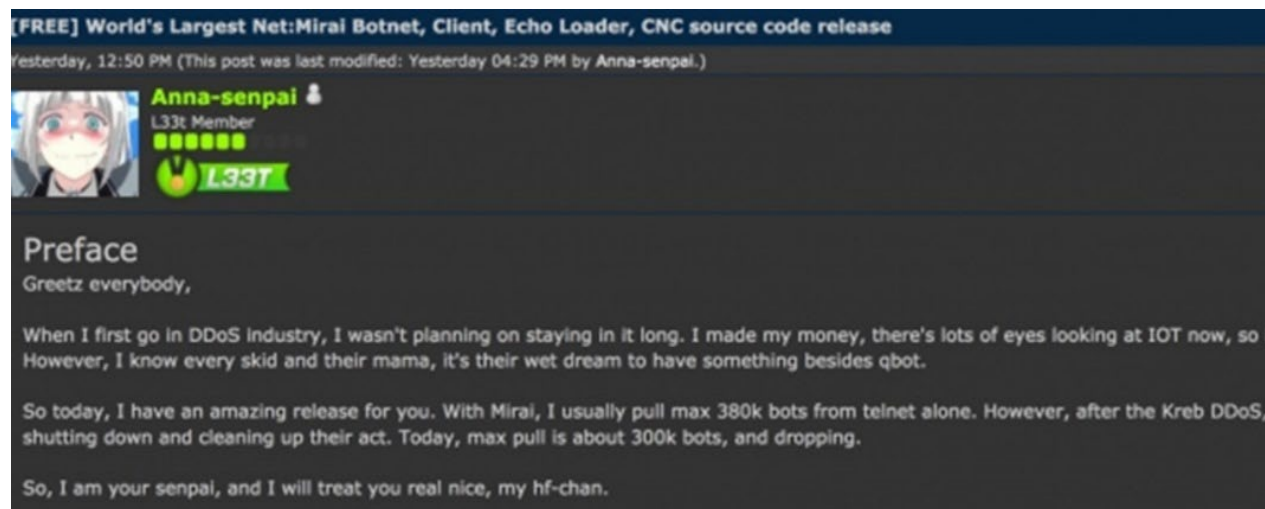 [FREE] World's Largest Net:Mirai Botnet, Client, Echo Loader, CNC source code release
Yesterday, 12:50 PM (This post was last modified: Yesterday 04:29 PM by Anna-senpai.)
Anna-senpai
L33t Member
L33T
Preface
Greetz everybody,
When I first go in DDoS industry, I wasn't planning on staying in it long. I made my money, there's lots of eyes looking at IOT now, so
However, I know every skid and their mama, it's their wet dream to have something besides qbot.
So today, I have an amazing release for you. With Mirai, I usually pull max 380k bots from telnet alone. However, after the Kreb DDoS,
shutting down and cleaning up their act. Today, max pull is about 300k bots, and dropping.
So, I am your senpai, and I will treat you real nice, my hf-chan.